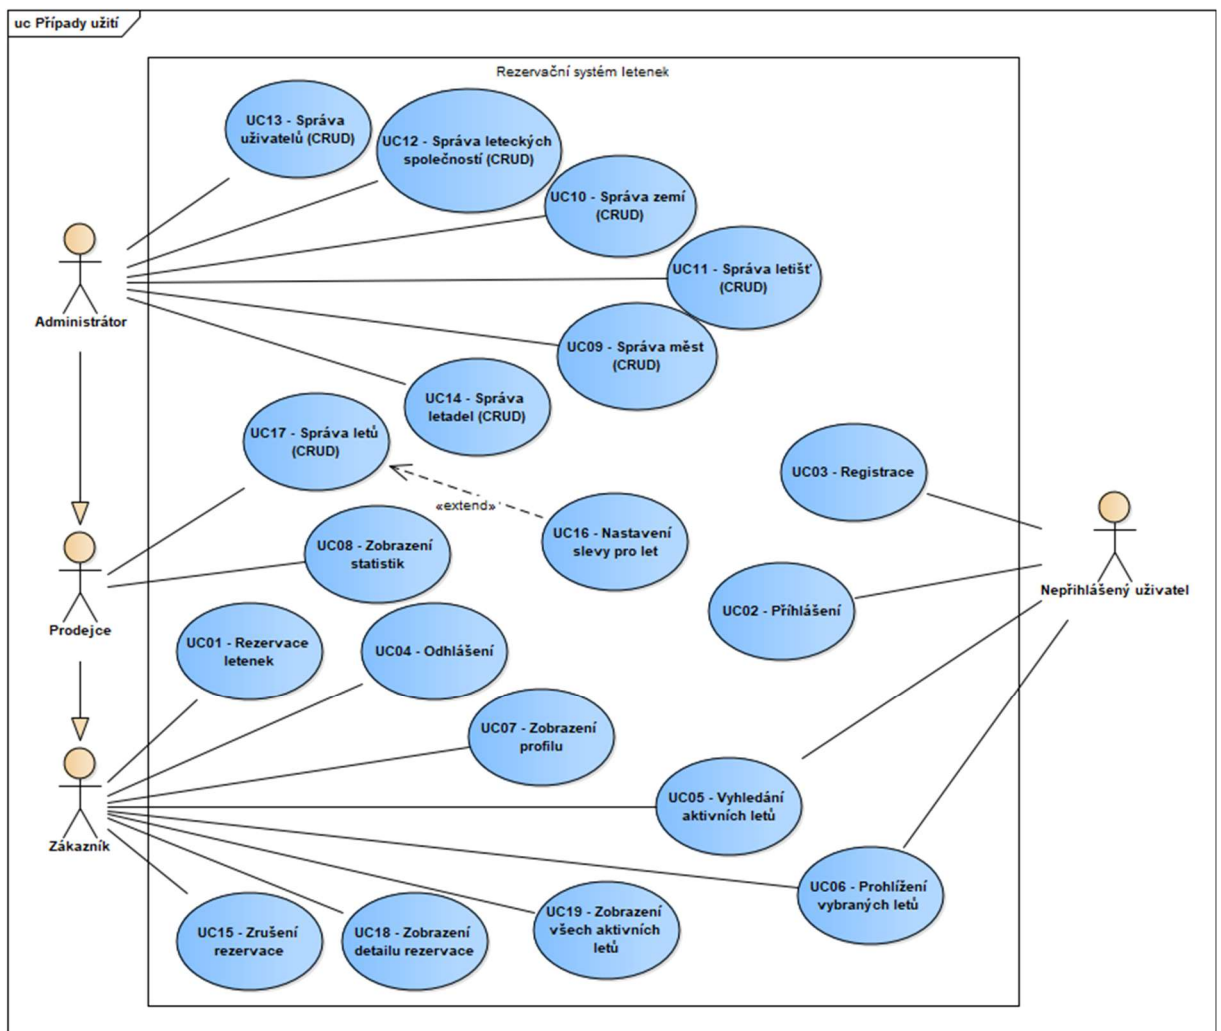 uc Případy užití
Rezervační systém letenek
UC13 - Správa
uživatelů (CRUD)
UC12 - Správa leteckých
společností (CRUD)
UC10 - Správa zemí
(CRUD)
UC11 - Správa letišť
(CRUD)
Administrátor
UC09 - Správa měst
(CRUD)
UC14 - Správa
letadel (CRUD)
UC17 - Správa letů
(CRUD)
UC03 - Registrace
«extend»
UC16 - Nastavení
slevy pro let
UC08 - Zobrazení
statistik
Nepřihlášený uživatel
UC02 - Příhlášení
Prodejce
UC01 - Rezervace
letenek
UC04 - Odhlášení
UC07 - Zobrazení
profilu
UC05 - Vyhledání
aktivních letů
Zákazník
UC06 - Prohlížení
vybraných letů
UC15 - Zrušení
rezervace
UC18 - Zobrazení
detailu rezervace
UC19 - Zobrazení
všech aktivních
letů